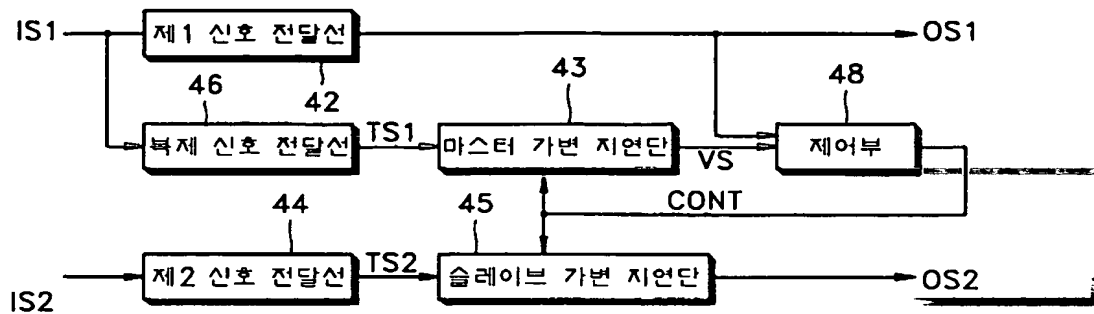 IS1
제1 신호 전달선
OS1
42
46
43
48
복제 신호 전달선
TS1
마스터 가변 지연단
VS
제어부
CONT
44
45
IS2
제2 신호 전달선
TS2
슬레이브 가변 지연단
OS2